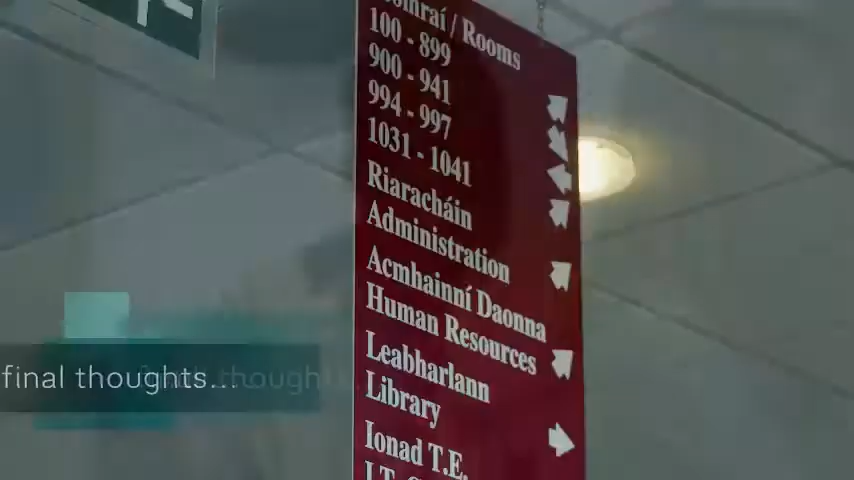 / Rooms
100 - 899
900 - 941
994 - 997
1031 - 1041
Riaracháin
Administration
Acmhainní Daonna
Human Resources
Leabharlann
Library
Ionad T.E.
final thoughts...